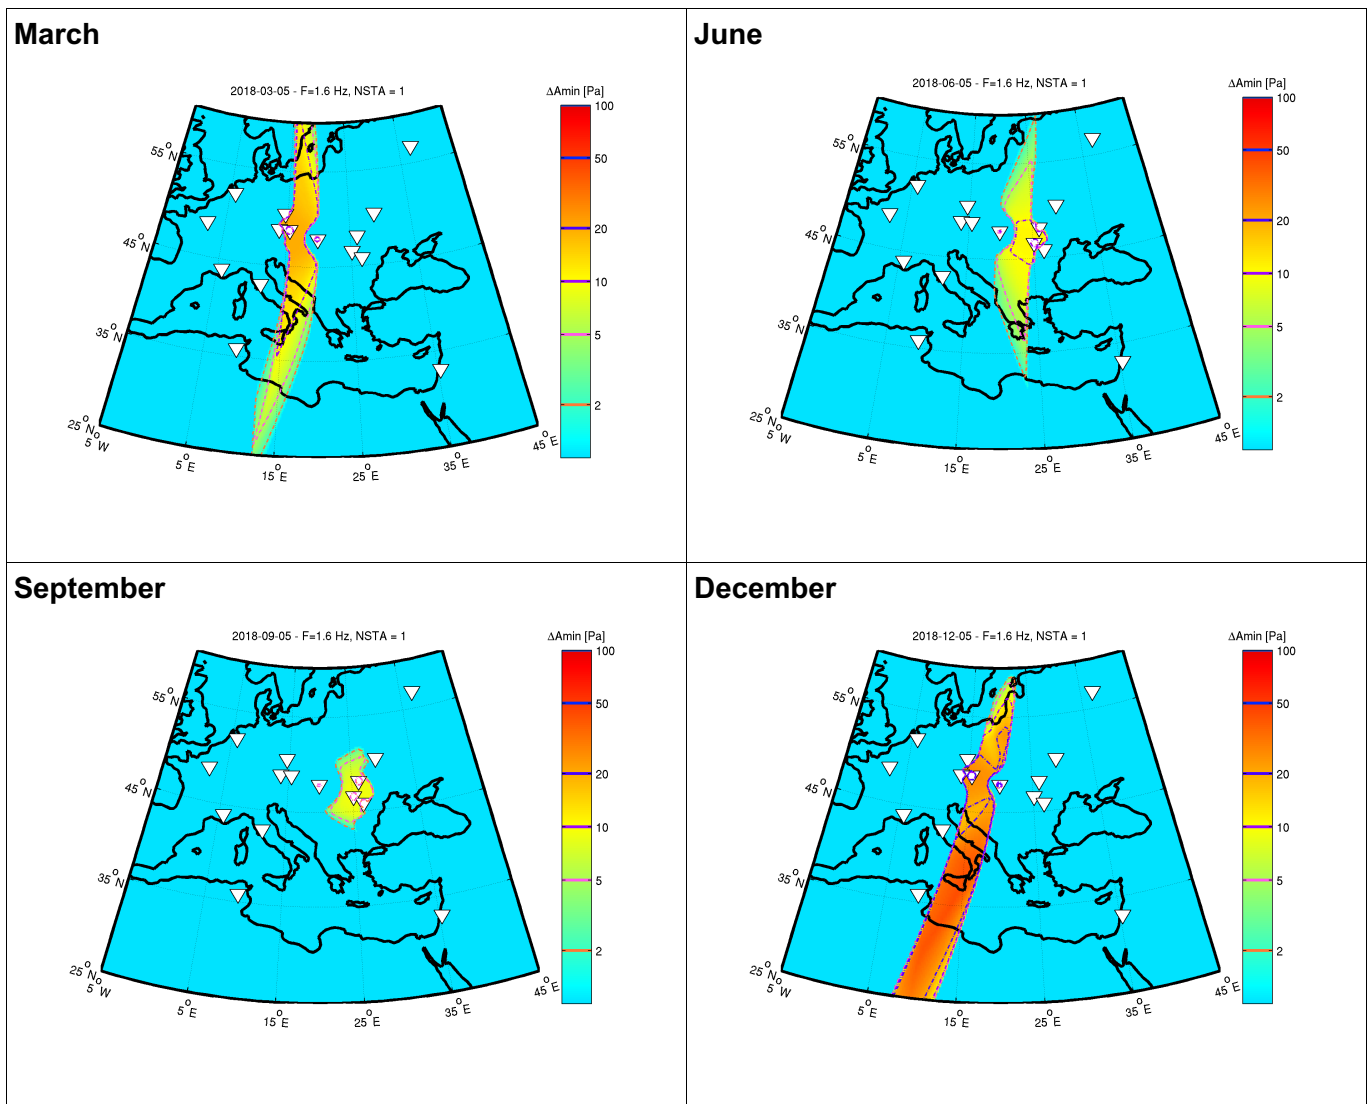 March
2018-03-05 - F=1.6 Hz, NSTA = 1
ΔAmin [Pa]
100
50
20
10
5
2
55°N
45°N
35°N
25°N
5°W
5°E
15°E
25°E
35°E
45°E
June
2018-06-05 - F=1.6 Hz, NSTA = 1
ΔAmin [Pa]
100
50
20
10
5
2
55°N
45°N
35°N
25°N
5°W
5°E
15°E
25°E
35°E
45°E
September
2018-09-05 - F=1.6 Hz, NSTA = 1
ΔAmin [Pa]
100
50
20
10
5
2
55°N
45°N
35°N
25°N
5°W
5°E
15°E
25°E
35°E
45°E
December
2018-12-05 - F=1.6 Hz, NSTA = 1
ΔAmin [Pa]
100
50
20
10
5
2
55°N
45°N
35°N
25°N
5°W
5°E
15°E
25°E
35°E
45°E